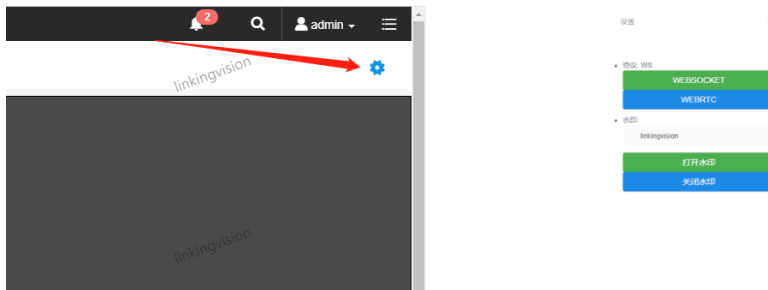 2
admin
linkingvision
linkingvision
设置
协议: WS
WEBSOCKET
WEBRTC
水印:
linkingvision
打开水印
关闭水印